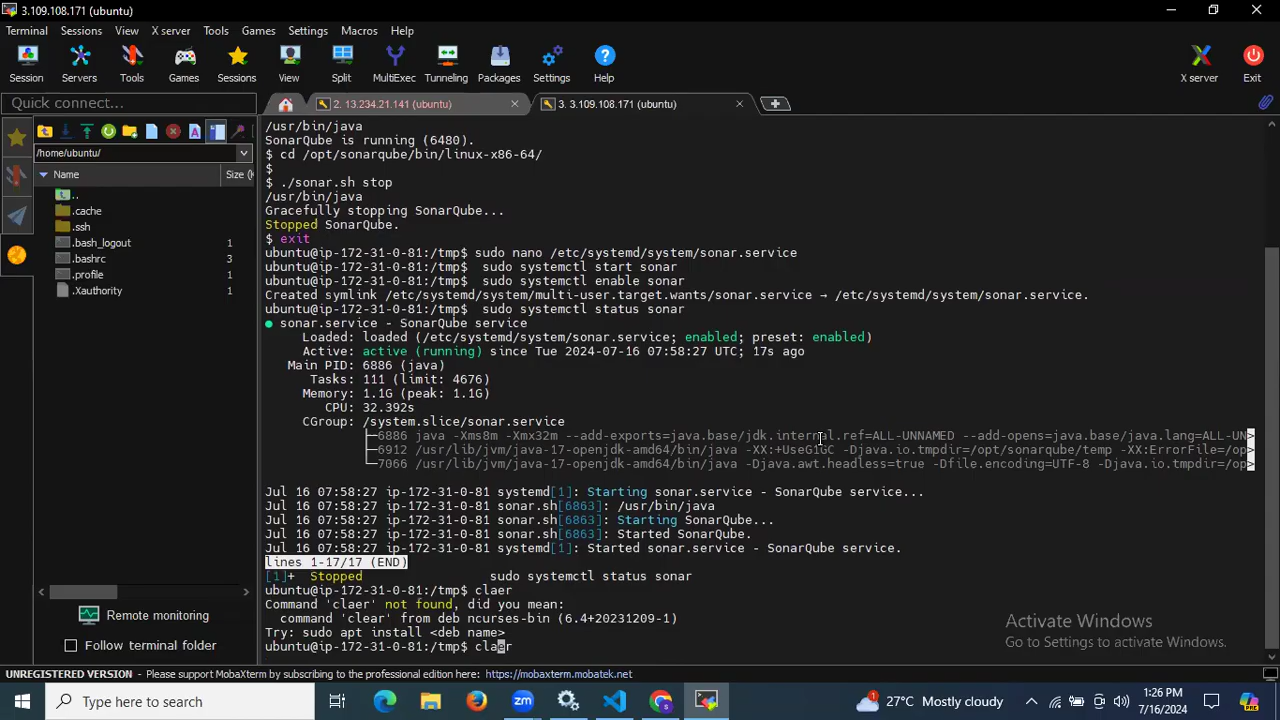 3.109.108.171 (ubuntu)
Terminal Sessions View X server Tools Games Settings Macros Help
Session Servers Tools Games Sessions View Split MultiExec Tunneling Packages Settings Help X server Exit
Quick connect...
2. 13.234.21.141 (ubuntu)
3. 3.109.108.171 (ubuntu)
/home/ubuntu/
Name Size (K
..
.cache
.ssh
.bash_logout 1
.bashrc 3
.profile 1
.Xauthority 1
Remote monitoring
Follow terminal folder
/usr/bin/java
SonarQube is running (6480).
$ cd /opt/sonarqube/bin/linux-x86-64/
$
$ ./sonar.sh stop
/usr/bin/java
Gracefully stopping SonarQube...
Stopped SonarQube.
$ exit
ubuntu@ip-172-31-0-81:/tmp$ sudo nano /etc/systemd/system/sonar.service
ubuntu@ip-172-31-0-81:/tmp$  sudo systemctl start sonar
ubuntu@ip-172-31-0-81:/tmp$  sudo systemctl enable sonar
Created symlink /etc/systemd/system/multi-user.target.wants/sonar.service → /etc/systemd/system/sonar.service.
ubuntu@ip-172-31-0-81:/tmp$  sudo systemctl status sonar
● sonar.service - SonarQube service
Loaded: loaded (/etc/systemd/system/sonar.service; enabled; preset: enabled)
Active: active (running) since Tue 2024-07-16 07:58:27 UTC; 17s ago
Main PID: 6886 (java)
Tasks: 111 (limit: 4676)
Memory: 1.1G (peak: 1.1G)
CPU: 32.392s
CGroup: /system.slice/sonar.service
├─6886 java -Xms8m -Xmx32m --add-exports=java.base/jdk.internal.ref=ALL-UNNAMED --add-opens=java.base/java.lang=ALL-UN>
├─6912 /usr/lib/jvm/java-17-openjdk-amd64/bin/java -XX:+UseG1GC -Djava.io.tmpdir=/opt/sonarqube/temp -XX:ErrorFile=/op>
└─7066 /usr/lib/jvm/java-17-openjdk-amd64/bin/java -Djava.awt.headless=true -Dfile.encoding=UTF-8 -Djava.io.tmpdir=/op>
Jul 16 07:58:27 ip-172-31-0-81 systemd[1]: Starting sonar.service - SonarQube service...
Jul 16 07:58:27 ip-172-31-0-81 sonar.sh[6863]: /usr/bin/java
Jul 16 07:58:27 ip-172-31-0-81 sonar.sh[6863]: Starting SonarQube...
Jul 16 07:58:27 ip-172-31-0-81 sonar.sh[6863]: Started SonarQube.
Jul 16 07:58:27 ip-172-31-0-81 systemd[1]: Started sonar.service - SonarQube service.
lines 1-17/17 (END)
[1]+ Stopped sudo systemctl status sonar
ubuntu@ip-172-31-0-81:/tmp$ claer
Command 'claer' not found, did you mean:
command 'clear' from deb ncurses-bin (6.4+20231209-1)
Try: sudo apt install <deb name>
ubuntu@ip-172-31-0-81:/tmp$ claer
Activate Windows
Go to Settings to activate Windows.
UNREGISTERED VERSION - Please support MobaXterm by subscribing to the professional edition here: https://mobaxterm.mobatek.net
Type here to search
zm
1
27°C Mostly cloudy
1:26 PM
7/16/2024
PRE